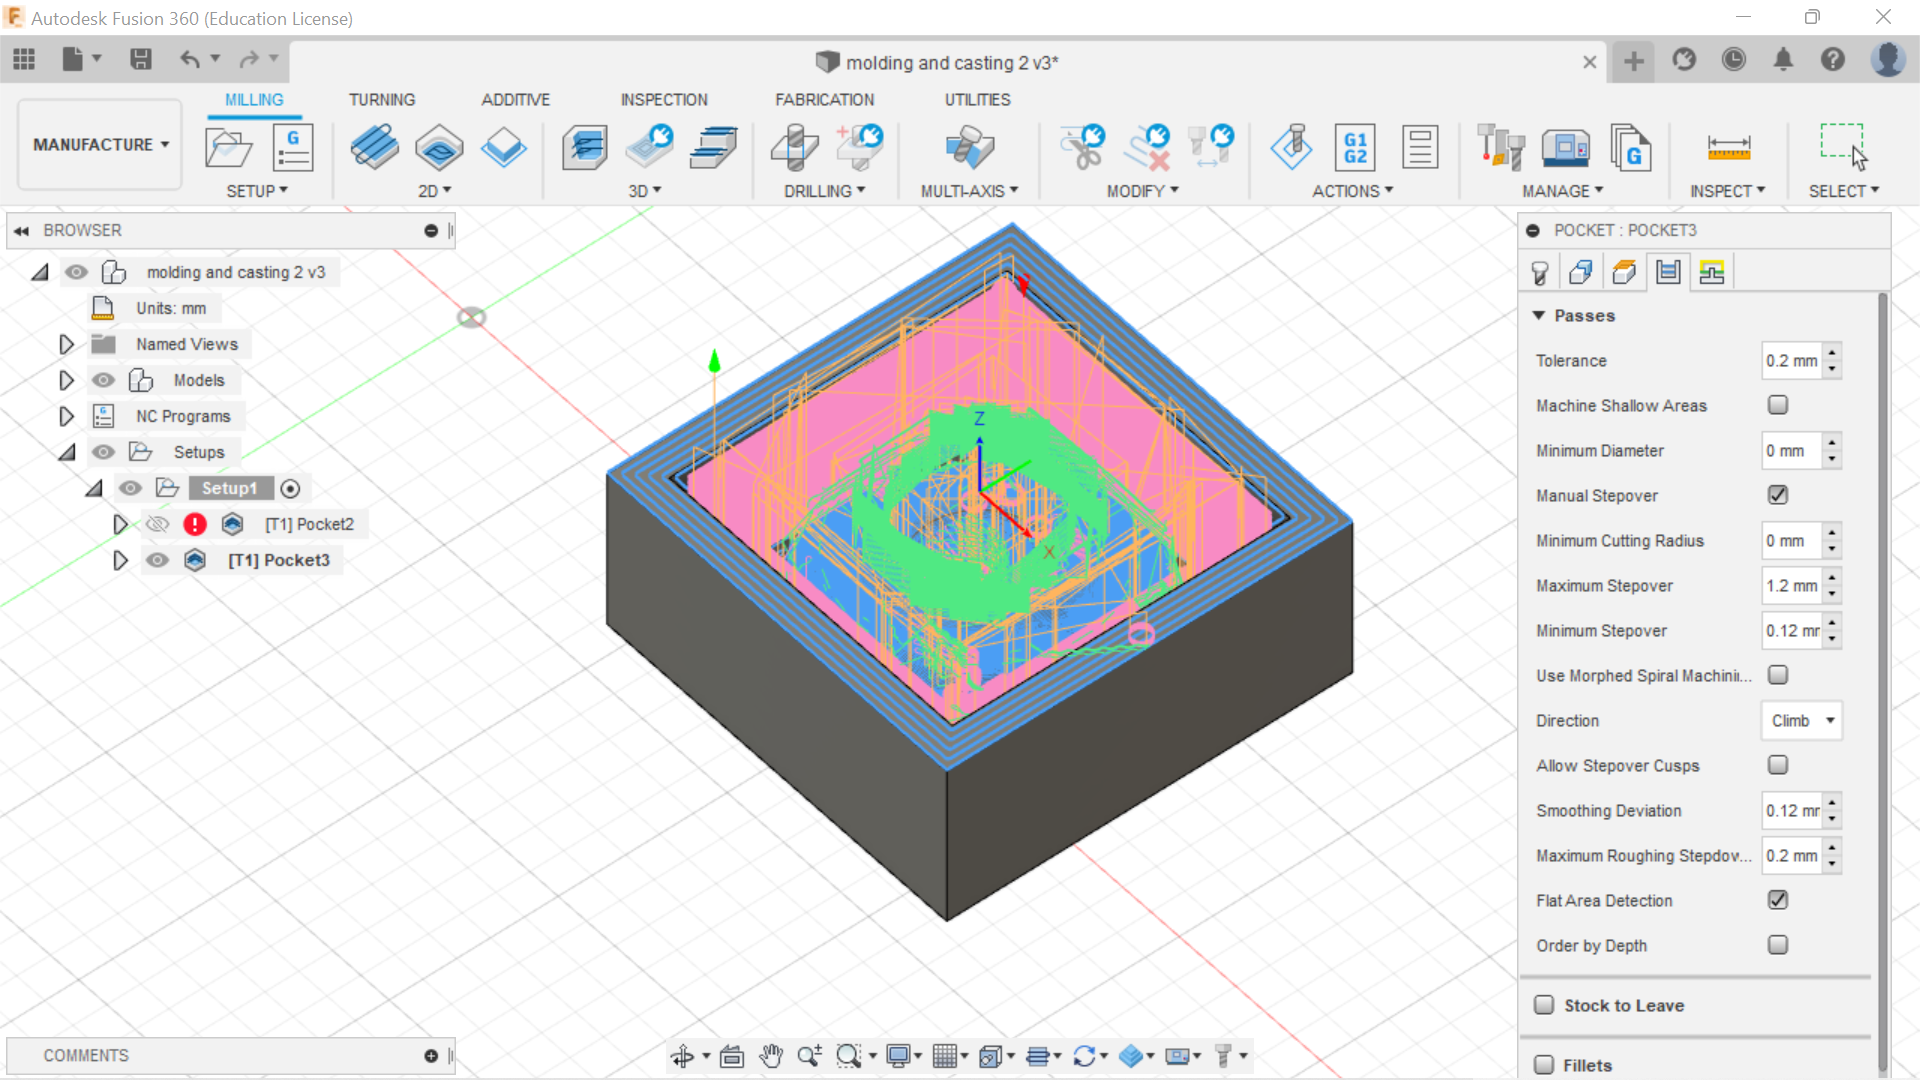 Autodesk Fusion 360 (Education License)
molding and casting 2 v3*
MILLING TURNING ADDITIVE INSPECTION FABRICATION UTILITIES
MANUFACTURE
G
G1
G2
G
SETUP 2D 3D DRILLING MULTI-AXIS MODIFY ACTIONS MANAGE INSPECT SELECT
BROWSER
molding and casting 2 v3
Units: mm
Named Views
Models
NC Programs
Setups
Setup1
[T1] Pocket2
[T1] Pocket3
Z
X
POCKET : POCKET3
Passes
Tolerance 0.2 mm
Machine Shallow Areas
Minimum Diameter 0 mm
Manual Stepover
Minimum Cutting Radius 0 mm
Maximum Stepover 1.2 mm
Minimum Stepover 0.12 mr
Use Morphed Spiral Machini...
Direction Climb
Allow Stepover Cusps
Smoothing Deviation 0.12 mr
Maximum Roughing Stepdov... 0.2 mm
Flat Area Detection
Order by Depth
Stock to Leave
Fillets
COMMENTS